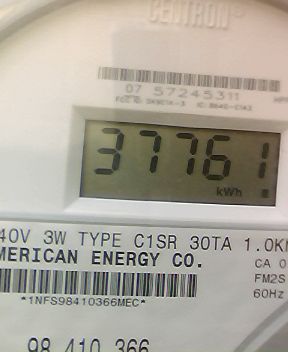 CENTRON®
07 57245311
37761
kWh
40V 3W TYPE C1SR 30TA 1.0K
MERICAN ENERGY CO.
CA 0
FM2S
60Hz
*1NFS98410366MEC*
98 410 366